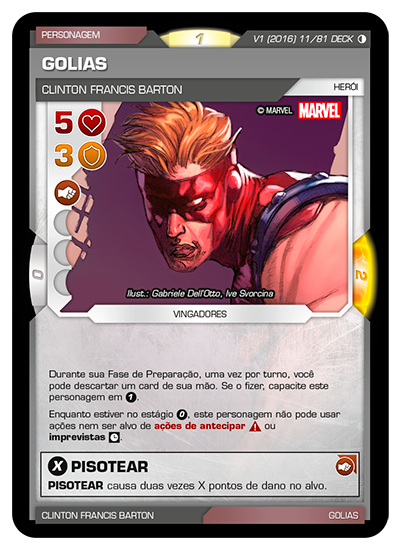 PERSONAGEM
1
V1 (2016) 11/81 DECK
GOLIAS
CLINTON FRANCIS BARTON
HERÓI
5
© MARVEL MARVEL
3
0
2
Ilust.: Gabriele Dell'Otto, Ive Svorcina
VINGADORES
Durante sua Fase de Preparação, uma vez por turno, você
pode descartar um card de sua mão. Se o fizer, capacite este
personagem em 1.
Enquanto estiver no estágio 0, este personagem não pode usar
ações nem ser alvo de ações de antecipar ou
imprevistas.
X PISOTEAR
PISOTEAR causa duas vezes X pontos de dano no alvo.
CLINTON FRANCIS BARTON
GOLIAS